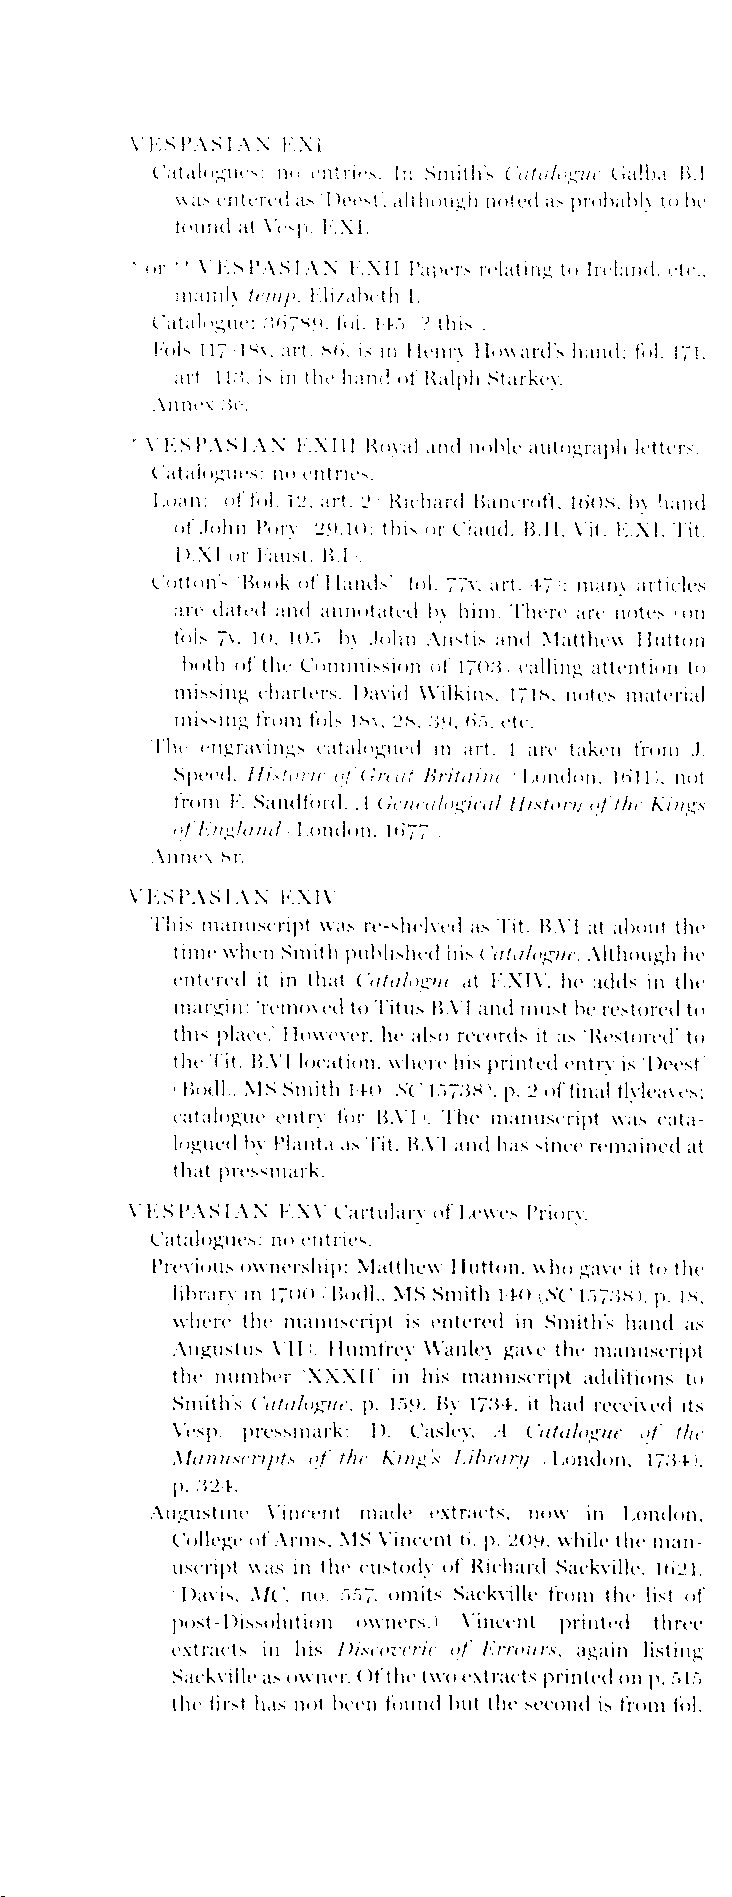 VESPASIAN E.XI
Catalogues: no entries. In Smith's Catalogue Galba B.I
was entered as 'Deest', although noted as probably to be
found at Vesp. E.XI.
* or ** VESPASIAN E.XII Papers relating to Ireland, etc.,
mainly temp. Elizabeth I.
Catalogue: 36789, fol. 145 (? this).
Fols 117-18v, art. 86, is in Henry Howard's hand; fol. 171,
art. 113, is in the hand of Ralph Starkey.
Annex 3e.
* VESPASIAN E.XIII Royal and noble autograph letters.
Catalogues: no entries.
Loan: (of fol. 12, art. 2) Richard Bancroft, 1608, by hand
of John Pory (29.10: this or Claud. B.II, Vit. E.XI, Tit.
D.XI or Faust. B.I).
Cotton's 'Book of Hands' (fol. 77v, art. 47): many articles
are dated and annotated by him. There are notes (on
fols 7v, 10, 105) by John Anstis and Matthew Hutton
(both of the Commission of 1703) calling attention to
missing charters. David Wilkins, 1718, notes material
missing from fols 18v, 28, 39, 65, etc.
The engravings catalogued in art. 1 are taken from J.
Speed, Historie of Great Britaine (London, 1611), not
from F. Sandford, A Genealogical History of the Kings
of England (London, 1677).
Annex 8r.
VESPASIAN E.XIV
This manuscript was re-shelved as Tit. B.VI at about the
time when Smith published his Catalogue. Although he
entered it in that Catalogue at E.XIV, he adds in the
margin: 'removed to Titus B.VI and must be restored to
this place.' However, he also records it as 'Restored' to
the Tit. B.VI location, where his printed entry is 'Deest'
(Bodl., MS Smith 140 (SC 15738), p. 2 of final flyleaves;
catalogue entry for B.VI). The manuscript was cata-
logued by Planta as Tit. B.VI and has since remained at
that pressmark.
VESPASIAN E.XV Cartulary of Lewes Priory.
Catalogues: no entries.
Previous ownership: Matthew Hutton, who gave it to the
library in 1700 (Bodl., MS Smith 140 (SC 15738), p. 18,
where the manuscript is entered in Smith's hand as
Augustus VII). Humfrey Wanley gave the manuscript
the number 'XXXII' in his manuscript additions to
Smith's Catalogue, p. 159. By 1734, it had received its
Vesp. pressmark: D. Casley, A Catalogue of the
Manuscripts of the King's Library (London, 1734),
p. 324.
Augustine Vincent made extracts, now in London,
College of Arms, MS Vincent 6, p. 209, while the man-
uscript was in the custody of Richard Sackville, 1621.
(Davis, MC, no. 557, omits Sackville from the list of
post-Dissolution owners.) Vincent printed three
extracts in his Discoverie of Errours, again listing
Sackville as owner. Of the two extracts printed on p. 515
the first has not been found but the second is from fol.